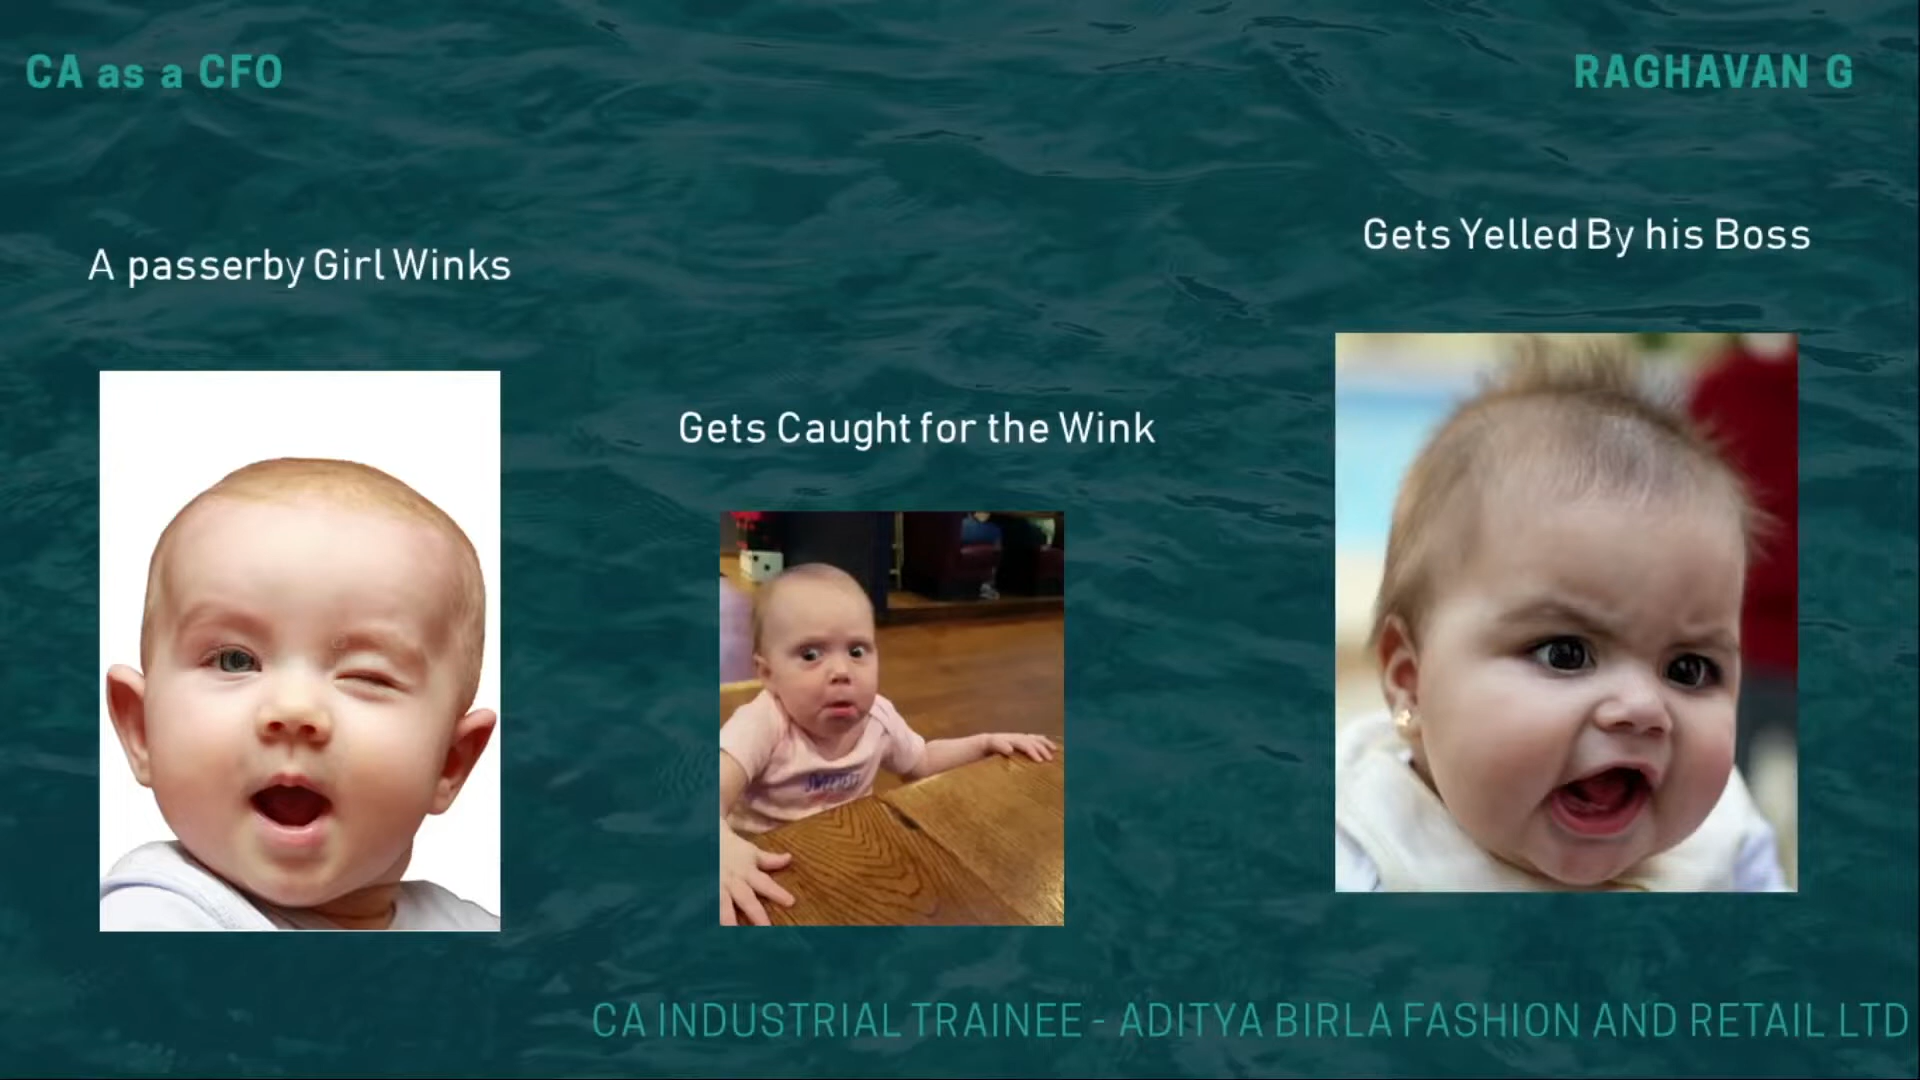 CA as a CFO
RAGHAVAN G
A passerby Girl Winks
Gets Yelled By his Boss
Gets Caught for the Wink
CA INDUSTRIAL TRAINEE - ADITYA BIRLA FASHION AND RETAIL LTD